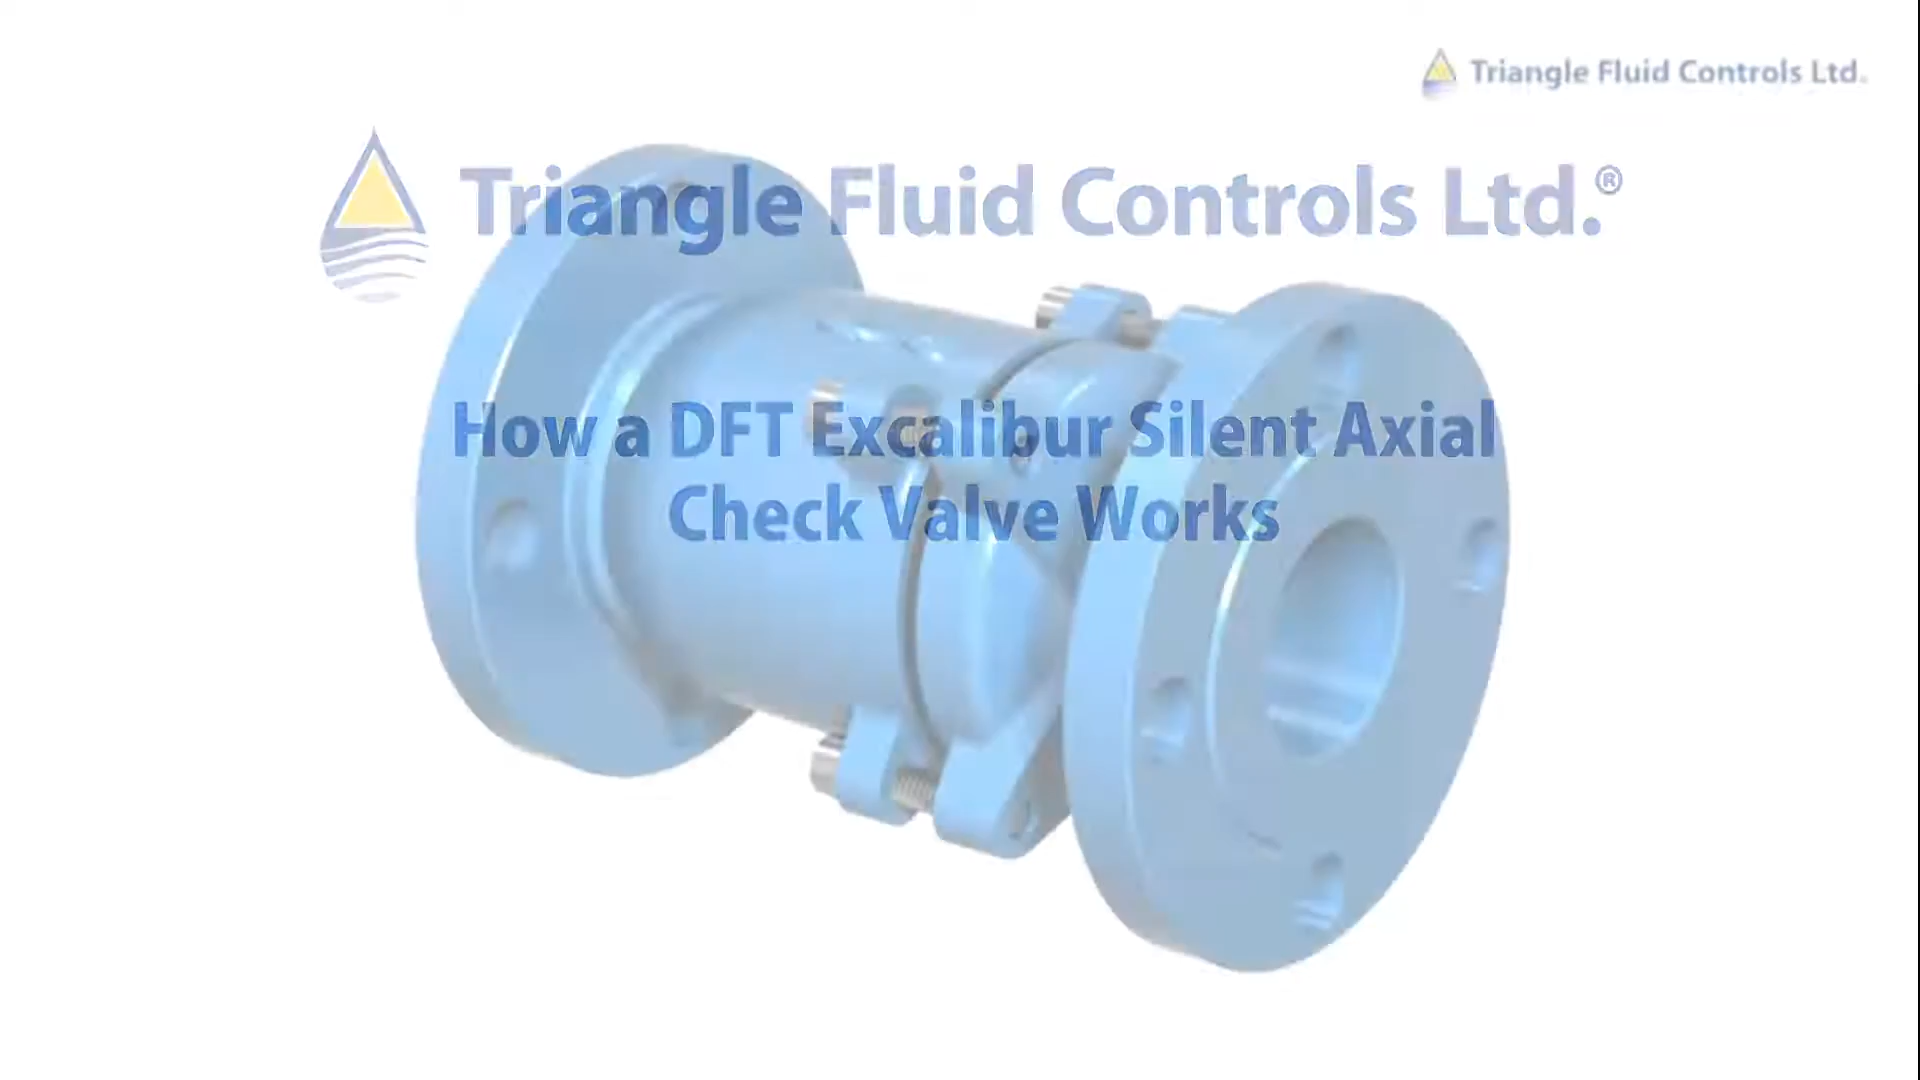 Triangle Fluid Controls Ltd.
Triangle Fluid Controls Ltd.®
How a DFT Excalibur Silent Axial
Check Valve Works